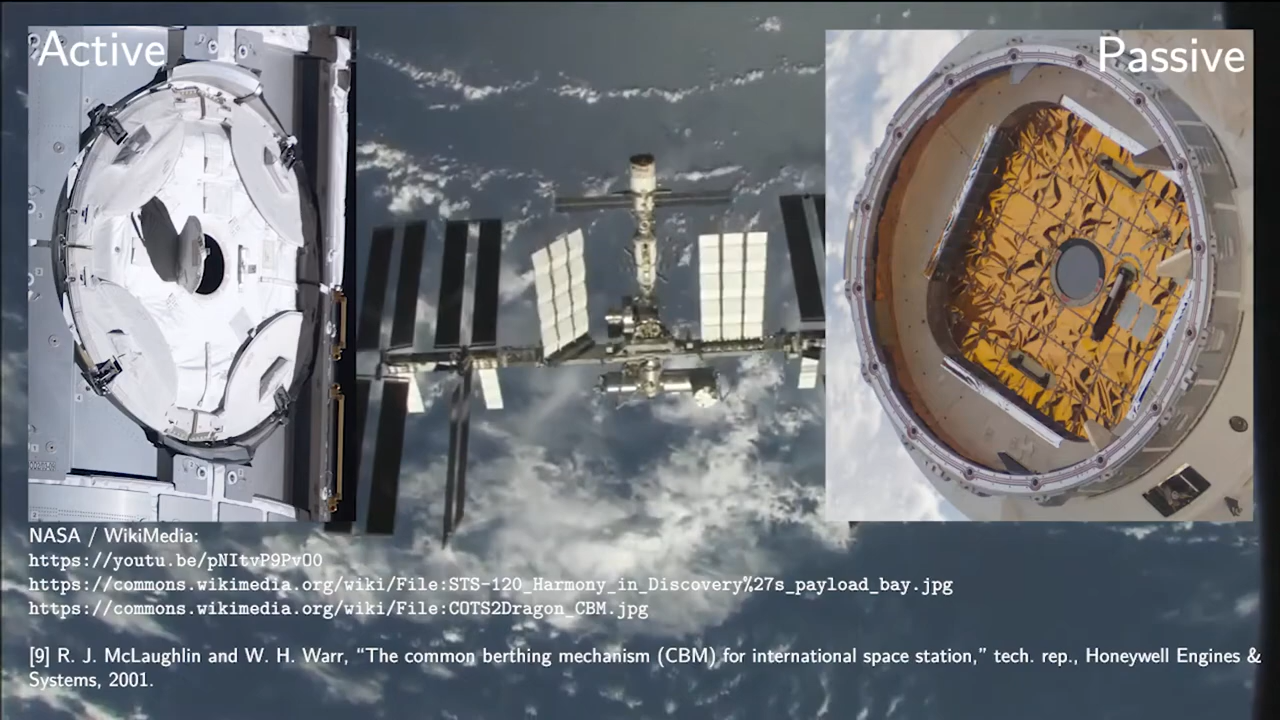 Active
Passive
NASA / WikiMedia:
https://youtu.be/pNItvP9PvO0
https://commons.wikimedia.org/wiki/File:STS-120_Harmony_in_Discovery%27s_payload_bay.jpg
https://commons.wikimedia.org/wiki/File:COTS2Dragon_CBM.jpg
[9] R. J. McLaughlin and W. H. Warr, “The common berthing mechanism (CBM) for international space station,” tech. rep., Honeywell Engines &
Systems, 2001.